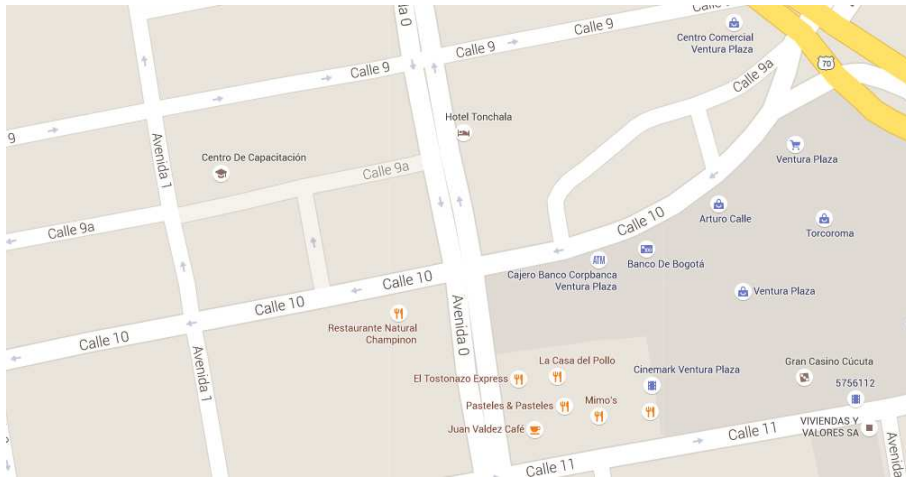 Avenida 0
Centro Comercial
Ventura Plaza
Calle 9
70
Calle 9
Calle 9a
9
Hotel Tonchala
Avenida 1
Centro De Capacitación
Ventura Plaza
Calle 9a
Calle 9a
Calle 10
Arturo Calle
Torcoroma
Banco De Bogotá
ATM
Cajero Banco Corpbanca
Ventura Plaza
Calle 10
Calle 10
Ventura Plaza
Restaurante Natural
Champinon
Calle 10
Avenida 0
Avenida 1
La Casa del Pollo
Cinemark Ventura Plaza
Gran Casino Cúcuta
El Tostonazo Express
5756112
Pasteles & Pasteles
Mimo's
Juan Valdez Café
VIVIENDAS Y
VALORES SA
Calle 11
Calle 11